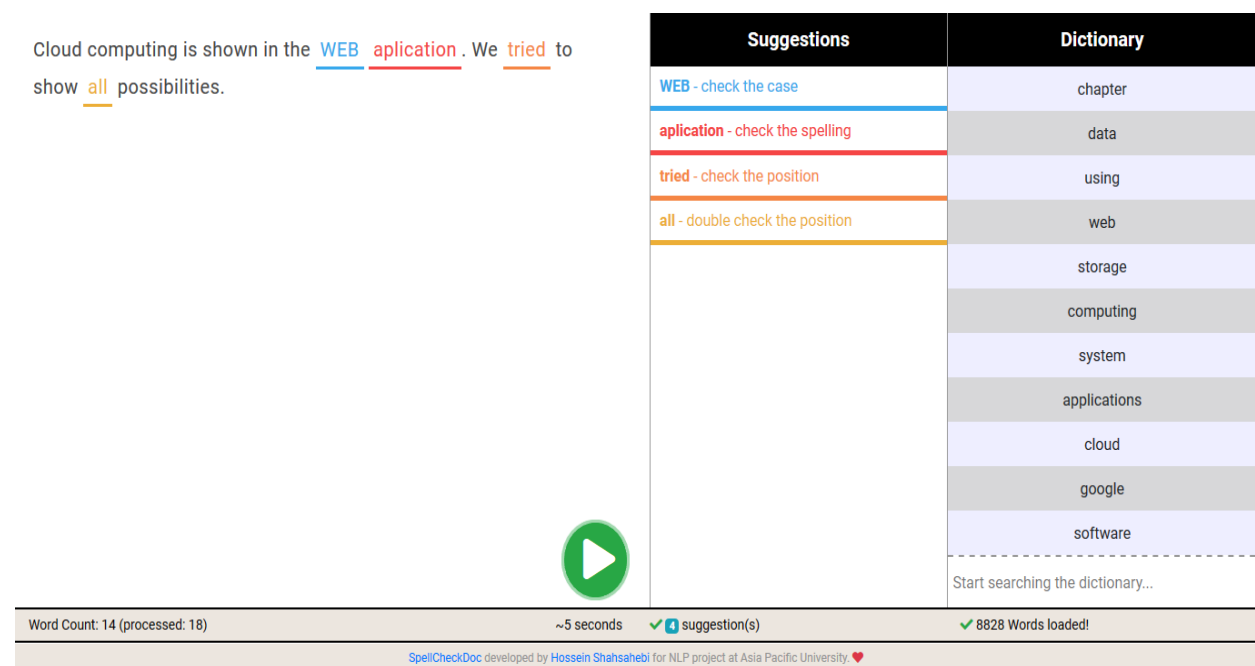 Cloud computing is shown in the WEB aplication . We tried to
show all possibilities.
Suggestions
WEB - check the case
aplication - check the spelling
tried - check the position
all - double check the position
Dictionary
chapter
data
using
web
storage
computing
system
applications
cloud
google
software
Start searching the dictionary...
Word Count: 14 (processed: 18)
~5 seconds
4 suggestion(s)
8828 Words loaded!
SpellCheckDoc developed by Hossein Shahsahebi for NLP project at Asia Pacific University.